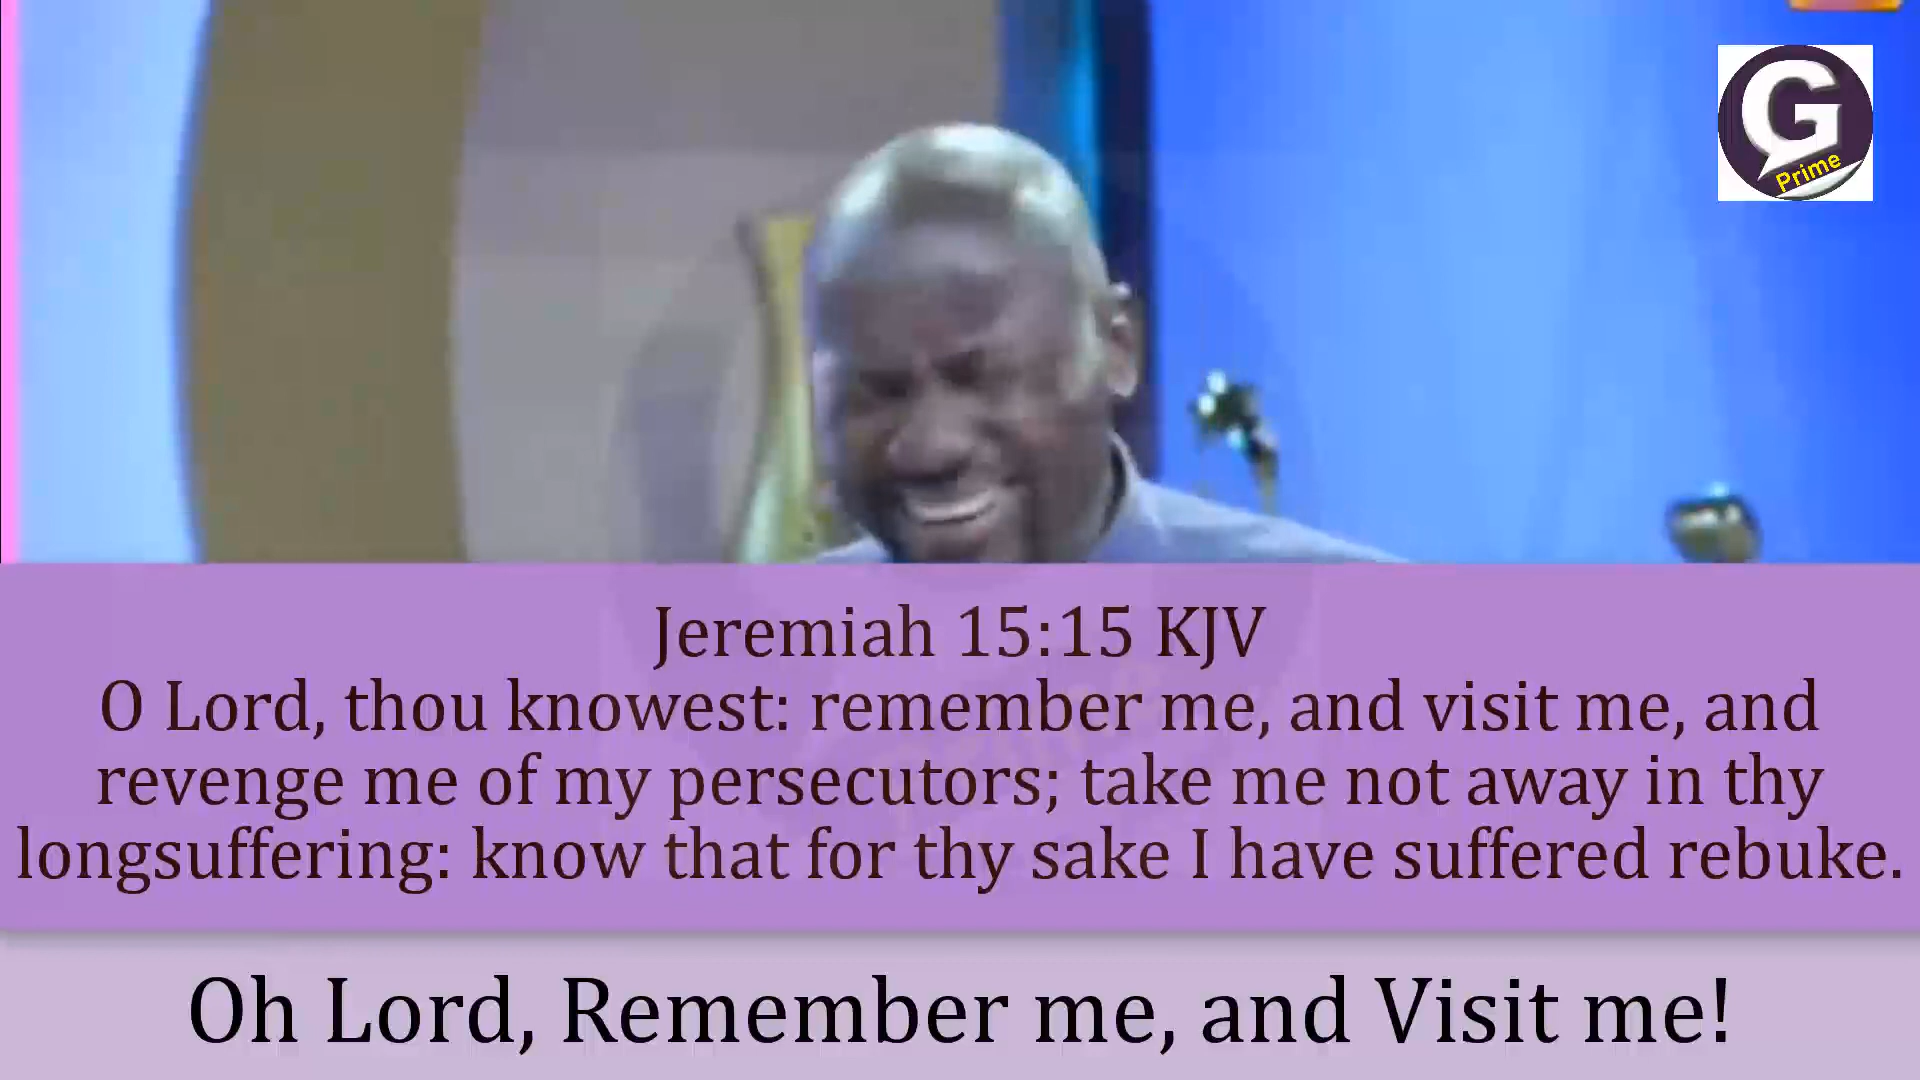 G
Prime
Jeremiah 15:15 KJV
O Lord, thou knowest: remember me, and visit me, and
revenge me of my persecutors; take me not away in thy
longsuffering: know that for thy sake I have suffered rebuke.
Oh Lord, Remember me, and Visit me!